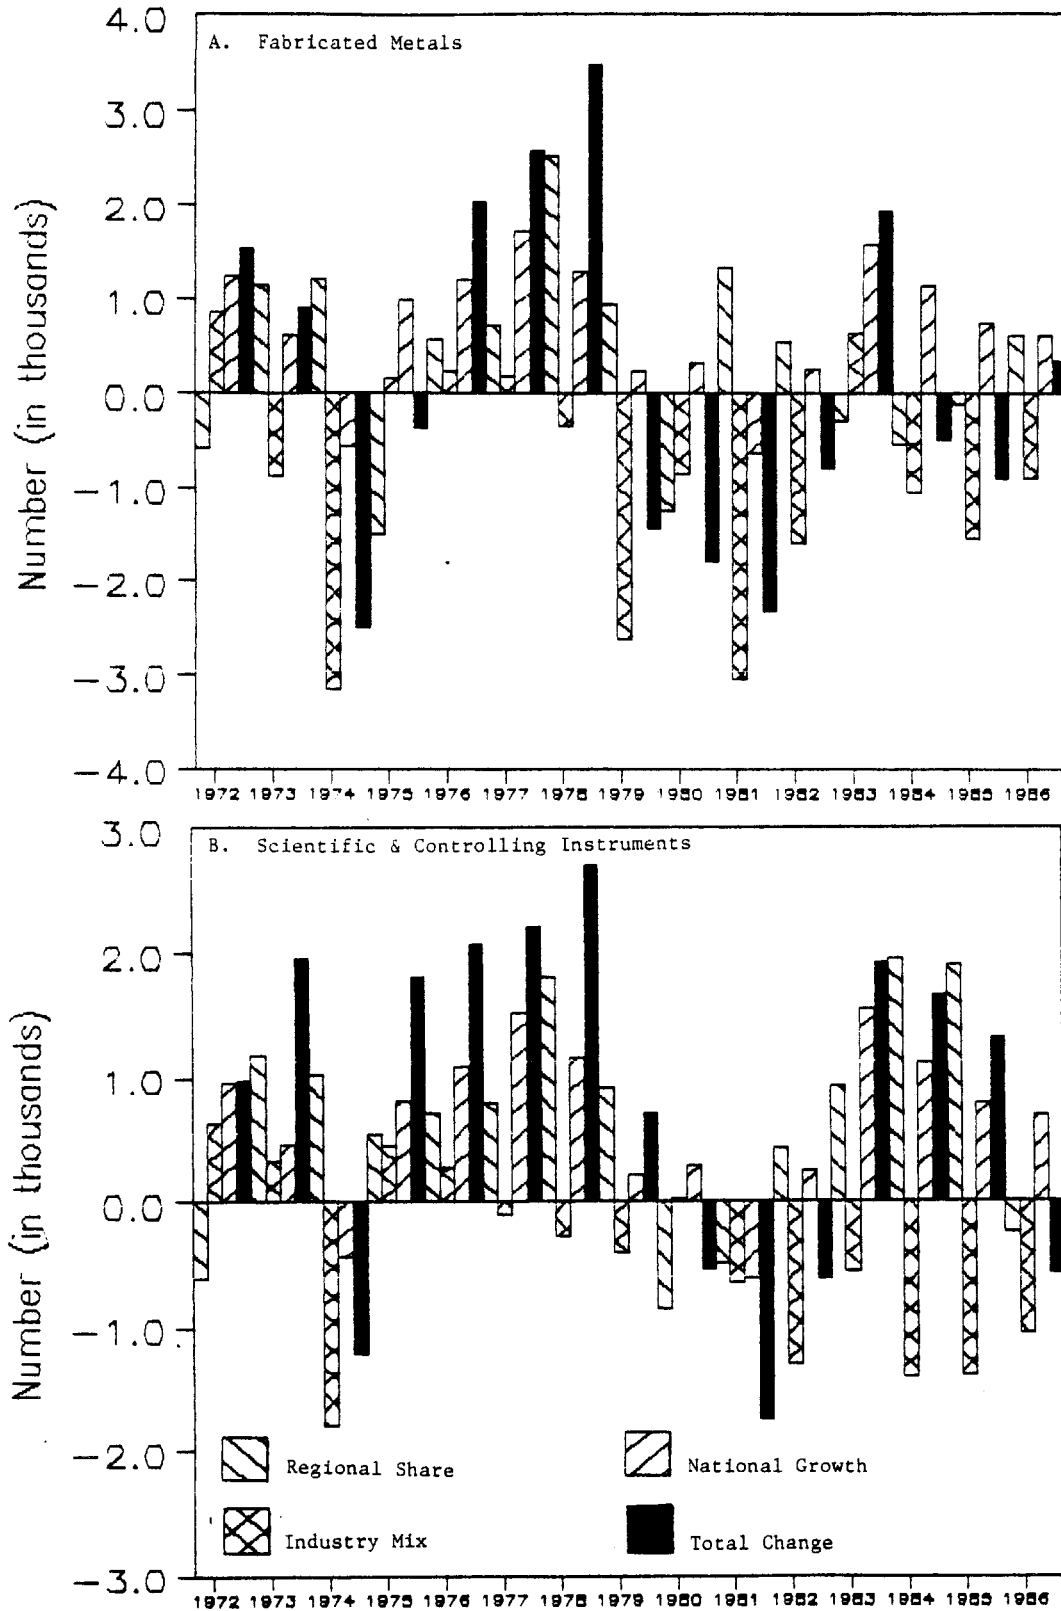 4.0
A. Fabricated Metals
3.0
2.0
1.0
0.0
-1.0
-2.0
-3.0
-4.0
Number (in thousands)
1972 1973 1974 1975 1976 1977 1978 1979 1980 1981 1982 1983 1984 1985 1986
3.0
B. Scientific & Controlling Instruments
2.0
1.0
0.0
-1.0
-2.0
-3.0
Number (in thousands)
Regional Share
National Growth
Industry Mix
Total Change
1972 1973 1974 1975 1976 1977 1978 1979 1980 1981 1982 1983 1984 1985 1986